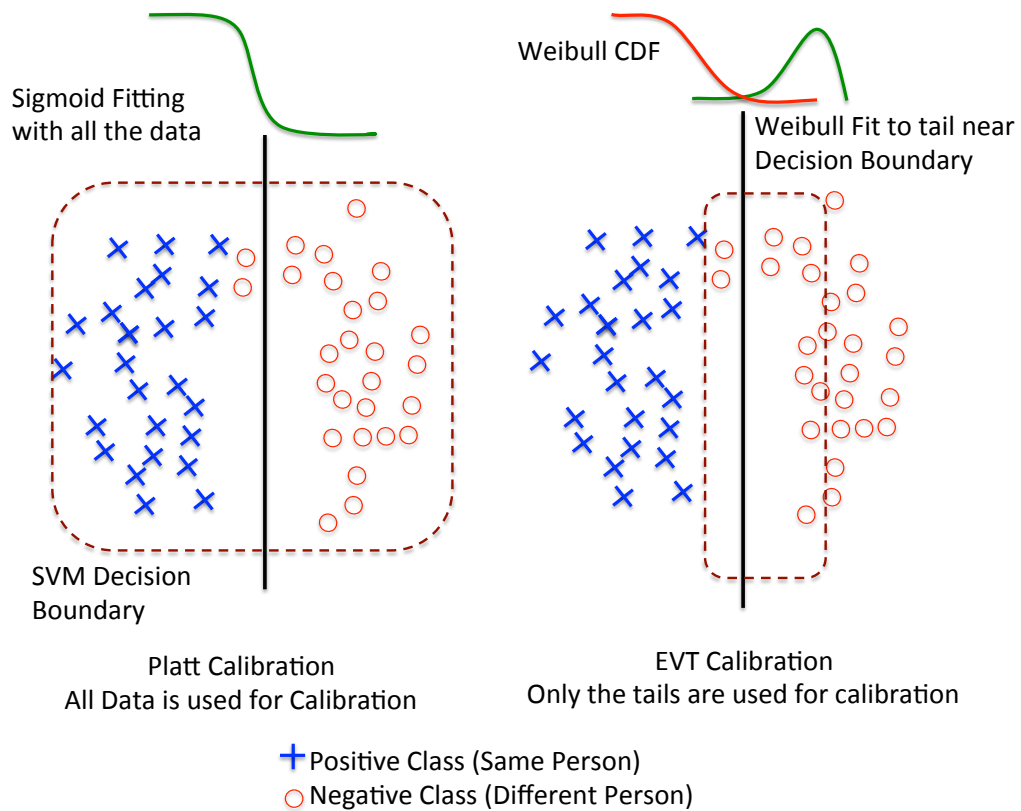 Sigmoid Fitting
with all the data
SVM Decision
Boundary
Platt Calibration
All Data is used for Calibration
Weibull CDF
Weibull Fit to tail near
Decision Boundary
EVT Calibration
Only the tails are used for calibration
Positive Class (Same Person)
Negative Class (Different Person)